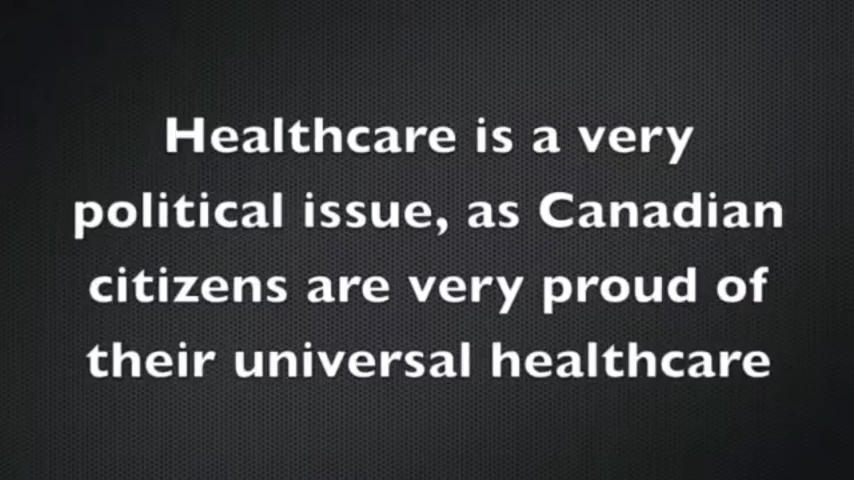 Healthcare is a very
political issue, as Canadian
citizens are very proud of
their universal healthcare